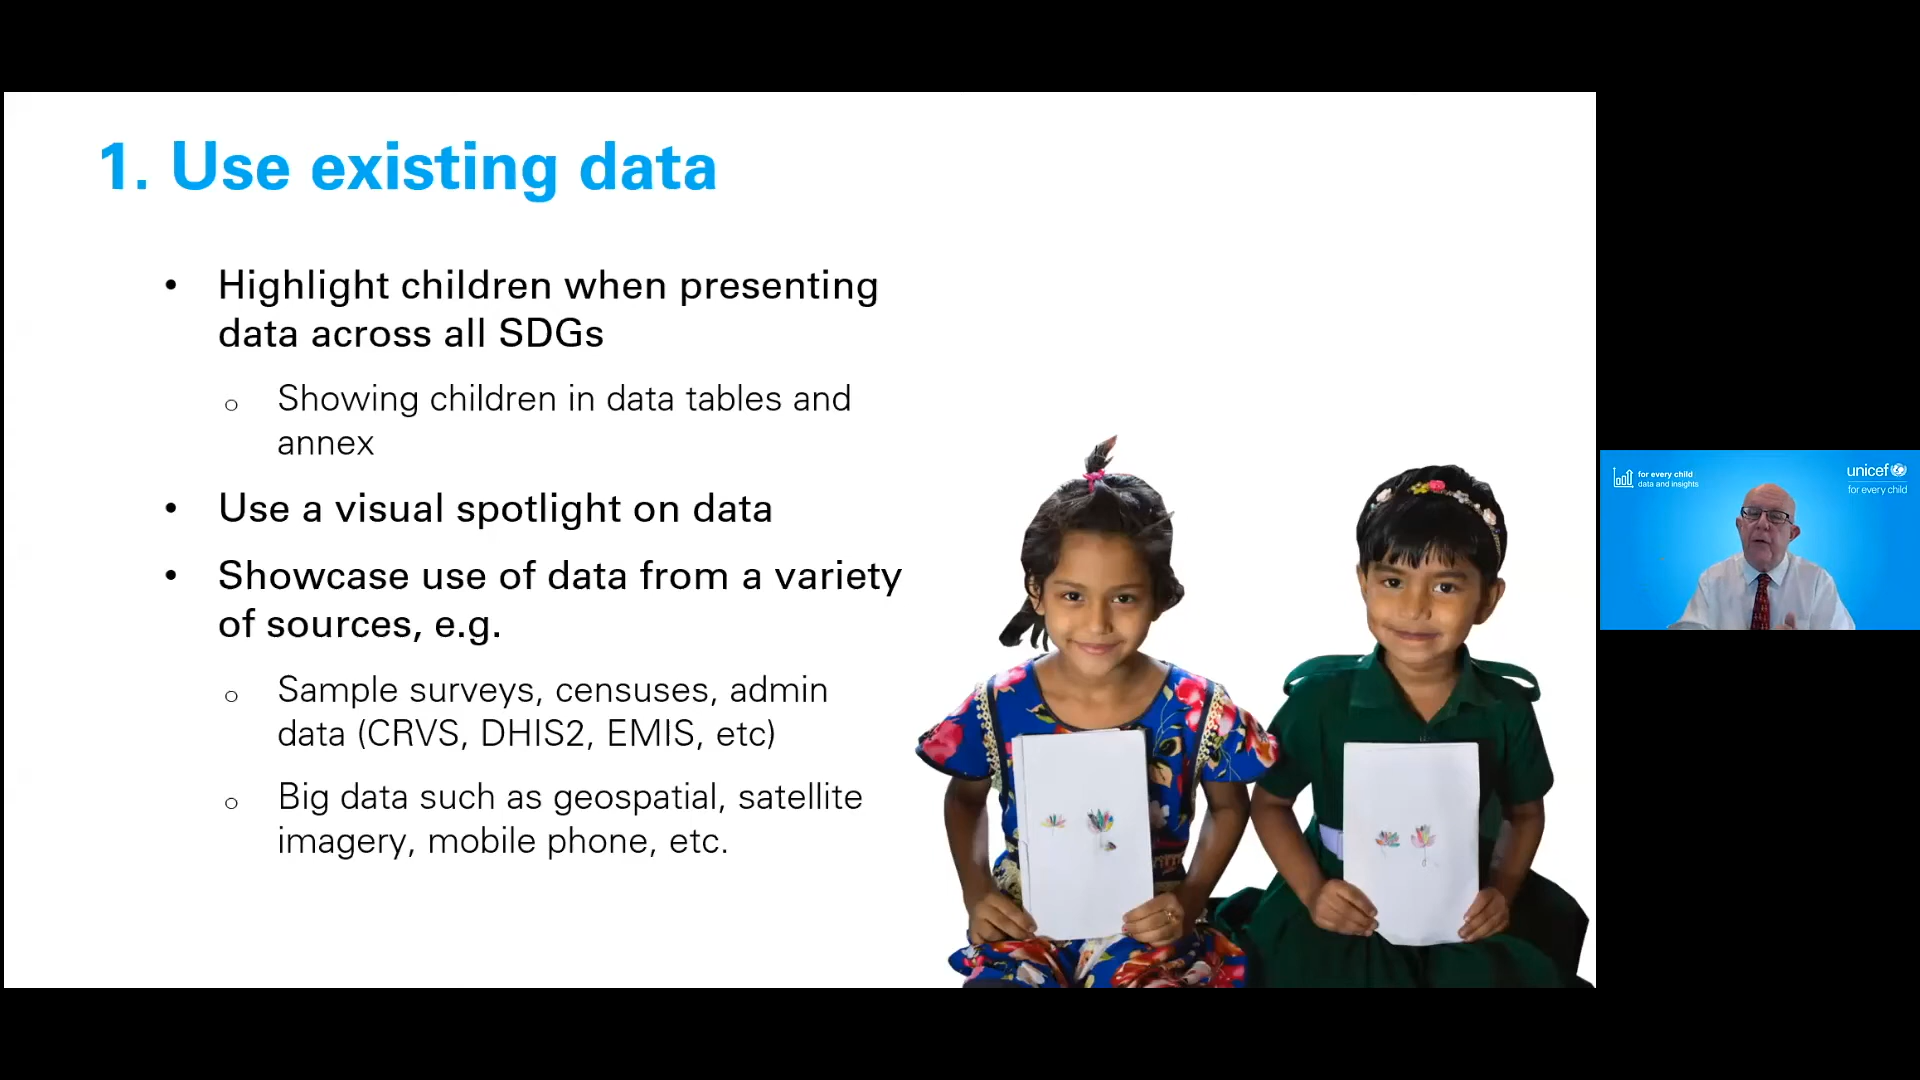 1. Use existing data
• Highlight children when presenting
data across all SDGs
o Showing children in data tables and
annex
• Use a visual spotlight on data
• Showcase use of data from a variety
of sources, e.g.
o Sample surveys, censuses, admin
data (CRVS, DHIS2, EMIS, etc)
o Big data such as geospatial, satellite
imagery, mobile phone, etc.
for every child
data and insights
unicef
for every child